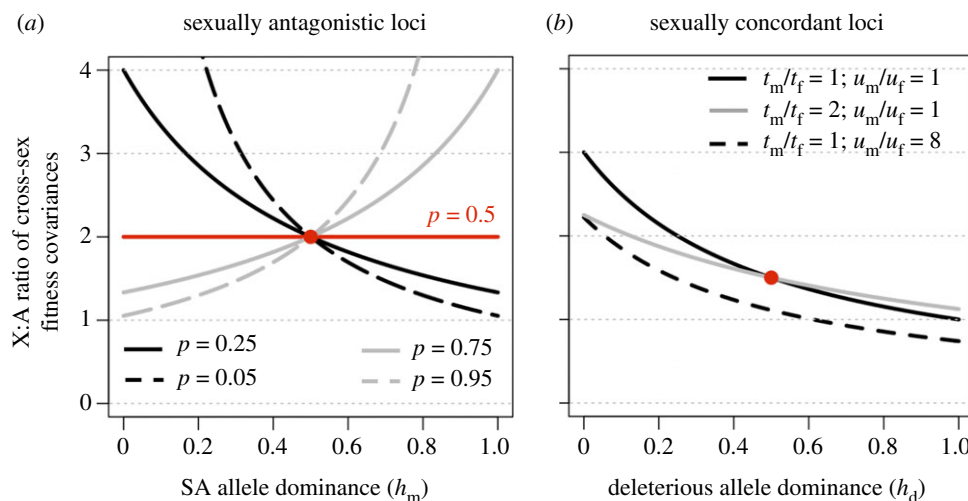 (a) sexually antagonistic loci
(b) sexually concordant loci
X:A ratio of cross-sex
fitness covariances
4
3
2
1
0
p = 0.5
p = 0.25
p = 0.05
p = 0.75
p = 0.95
0 0.2 0.4 0.6 0.8 1.0
SA allele dominance (hm)
tm/tf = 1; um/uf = 1
tm/tf = 2; um/uf = 1
tm/tf = 1; um/uf = 8
0 0.2 0.4 0.6 0.8 1.0
deleterious allele dominance (hd)